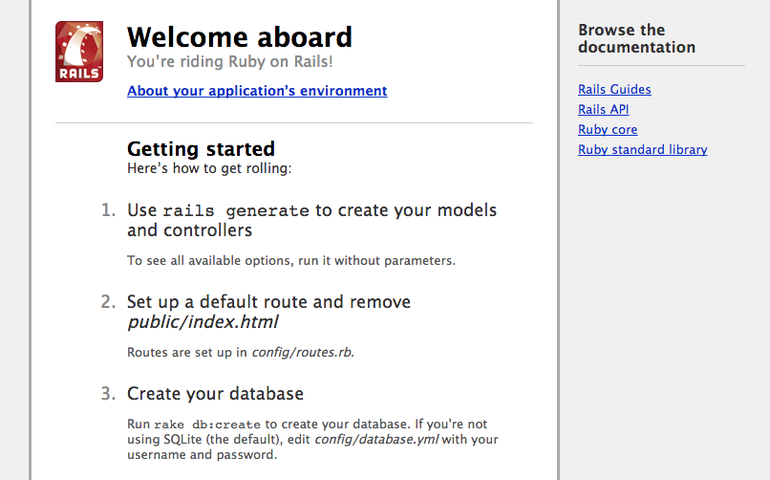 RAILS
Welcome aboard
You're riding Ruby on Rails!
About your application's environment
Getting started
Here's how to get rolling:
1. Use rails generate to create your models
and controllers
To see all available options, run it without parameters.
2. Set up a default route and remove
public/index.html
Routes are set up in config/routes.rb.
3. Create your database
Run rake db:create to create your database. If you're not
using SQLite (the default), edit config/database.yml with your
username and password.
Browse the
documentation
Rails Guides
Rails API
Ruby core
Ruby standard library